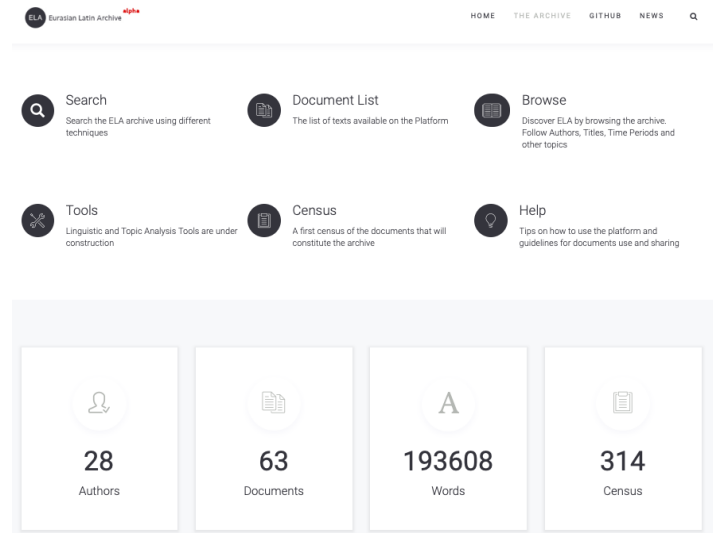 ELA Eurasian Latin Archive alpha
HOME THE ARCHIVE GITHUB NEWS
Search
Search the ELA archive using different
techniques
Document List
The list of texts available on the Platform
Browse
Discover ELA by browsing the archive.
Follow Authors, Titles, Time Periods and
other topics
Tools
Linguistic and Topic Analysis Tools are under
construction
Census
A first census of the documents that will
constitute the archive
Help
Tips on how to use the platform and
guidelines for documents use and sharing
28
Authors
63
Documents
A
193608
Words
314
Census